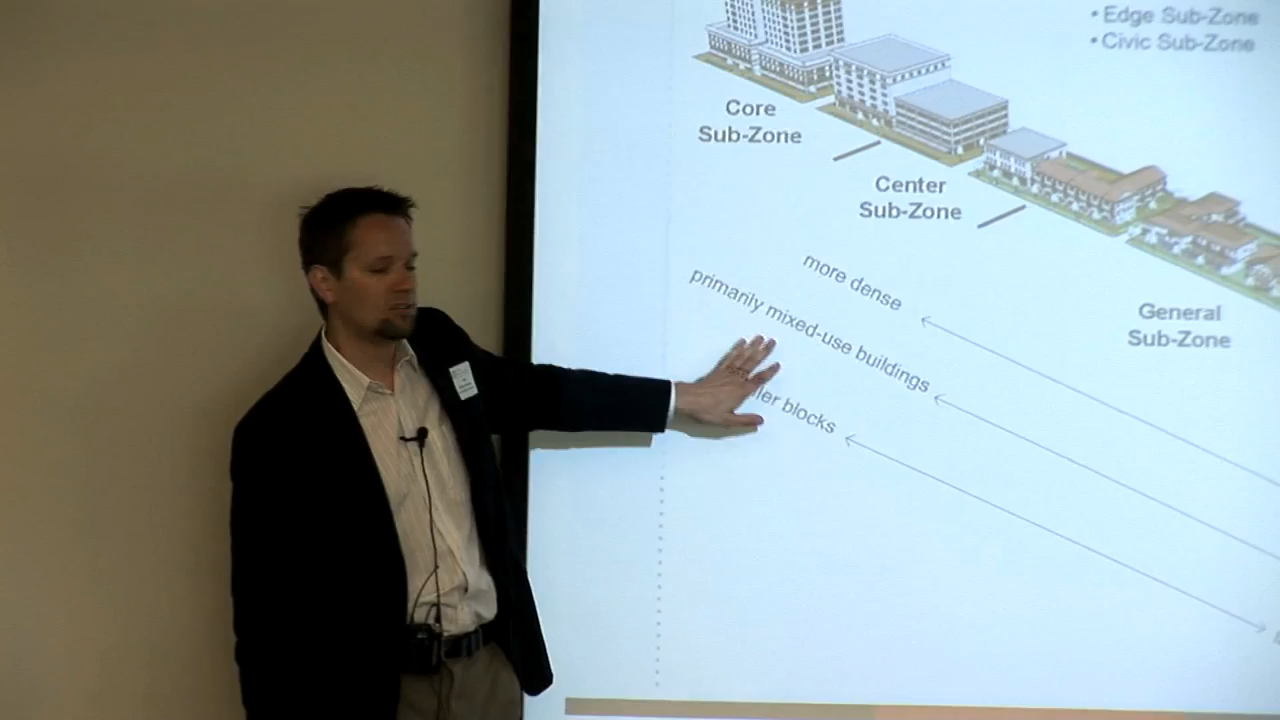 • Edge Sub-Zone
• Civic Sub-Zone
Core
Sub-Zone
Center
Sub-Zone
General
Sub-Zone
more dense
primarily mixed-use buildings
ler blocks